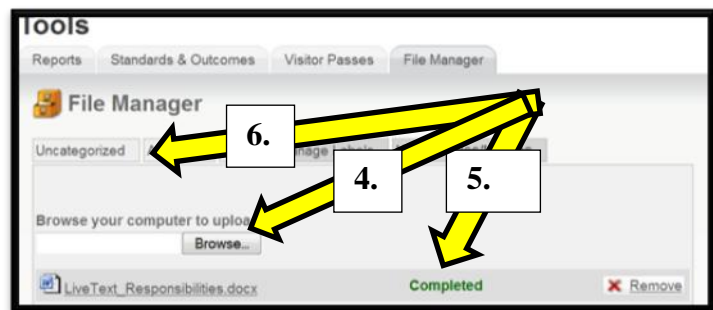 Tools
Reports Standards & Outcomes Visitor Passes File Manager
File Manager
6.
Uncategorized
4. 5.
Browse your computer to
Browse...
LiveText_Responsibilities.docx Completed Remove